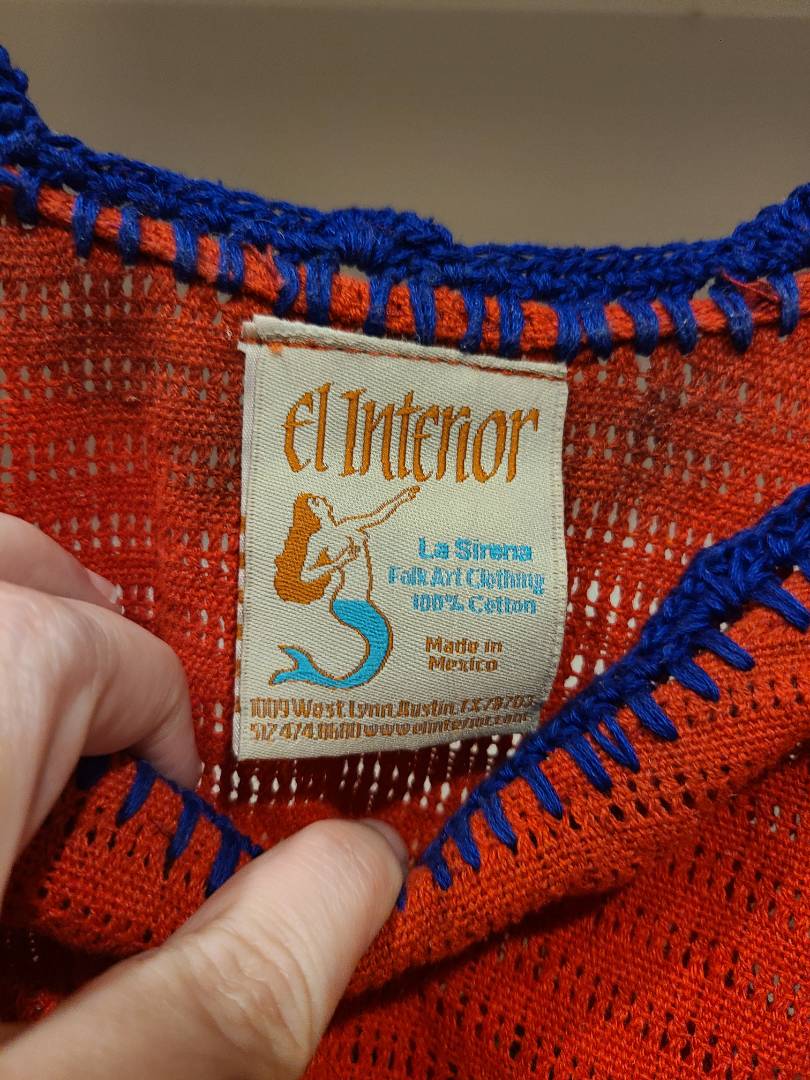 el Interior
La Sirena
Folk Art Clothing
100% Cotton
Made in
Mexico
1009 West Lynn, Austin, TX 78703
512.474.8680 www.elinterior.com